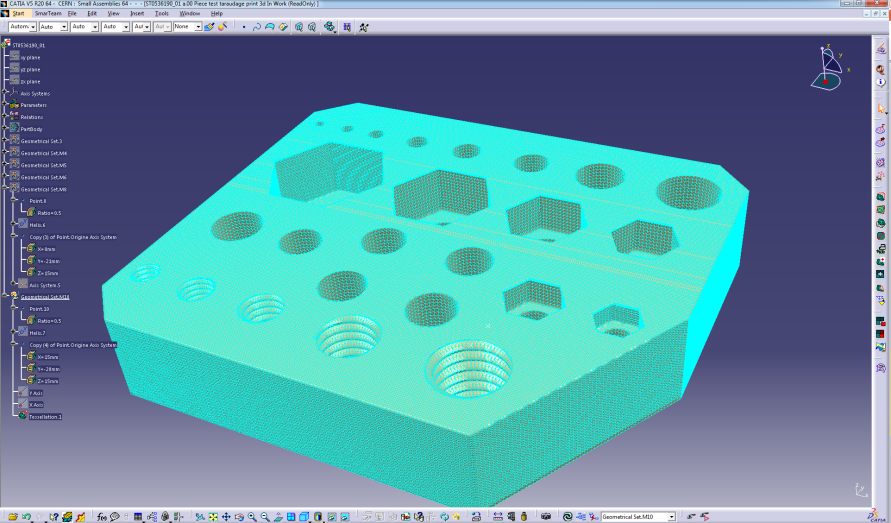 CATIA V5 R20 64 - CERN : Small Assemblies 64 - - - [ST0536190_01 a.00 Piece test taraudage print 3d In Work (ReadOnly) ]
Start SmarTeam File Edit View Insert Tools Window Help
Autom Auto Auto Auto Aut Aut None
ST0536190_01
xy plane
yz plane
zx plane
Axis Systems
Parameters
Relations
PartBody
Geometrical Set.3
Geometrical Set.M4
Geometrical Set.M5
Geometrical Set.M6
Geometrical Set.M8
Point.8
Ratio=0.5
Helix.6
Copy (3) of Point.Origine Axis System
X=9mm
Y=-21mm
Z=15mm
Axis System.5
Geometrical Set.M10
Point.10
Ratio=0.5
Helix.7
Copy (4) of Point.Origine Axis System
X=15mm
Y=-20mm
Z=15mm
Y Axis
X Axis
Tessellation.1
z
y
x
f(x)
Geometrical Set.M10
CATIA